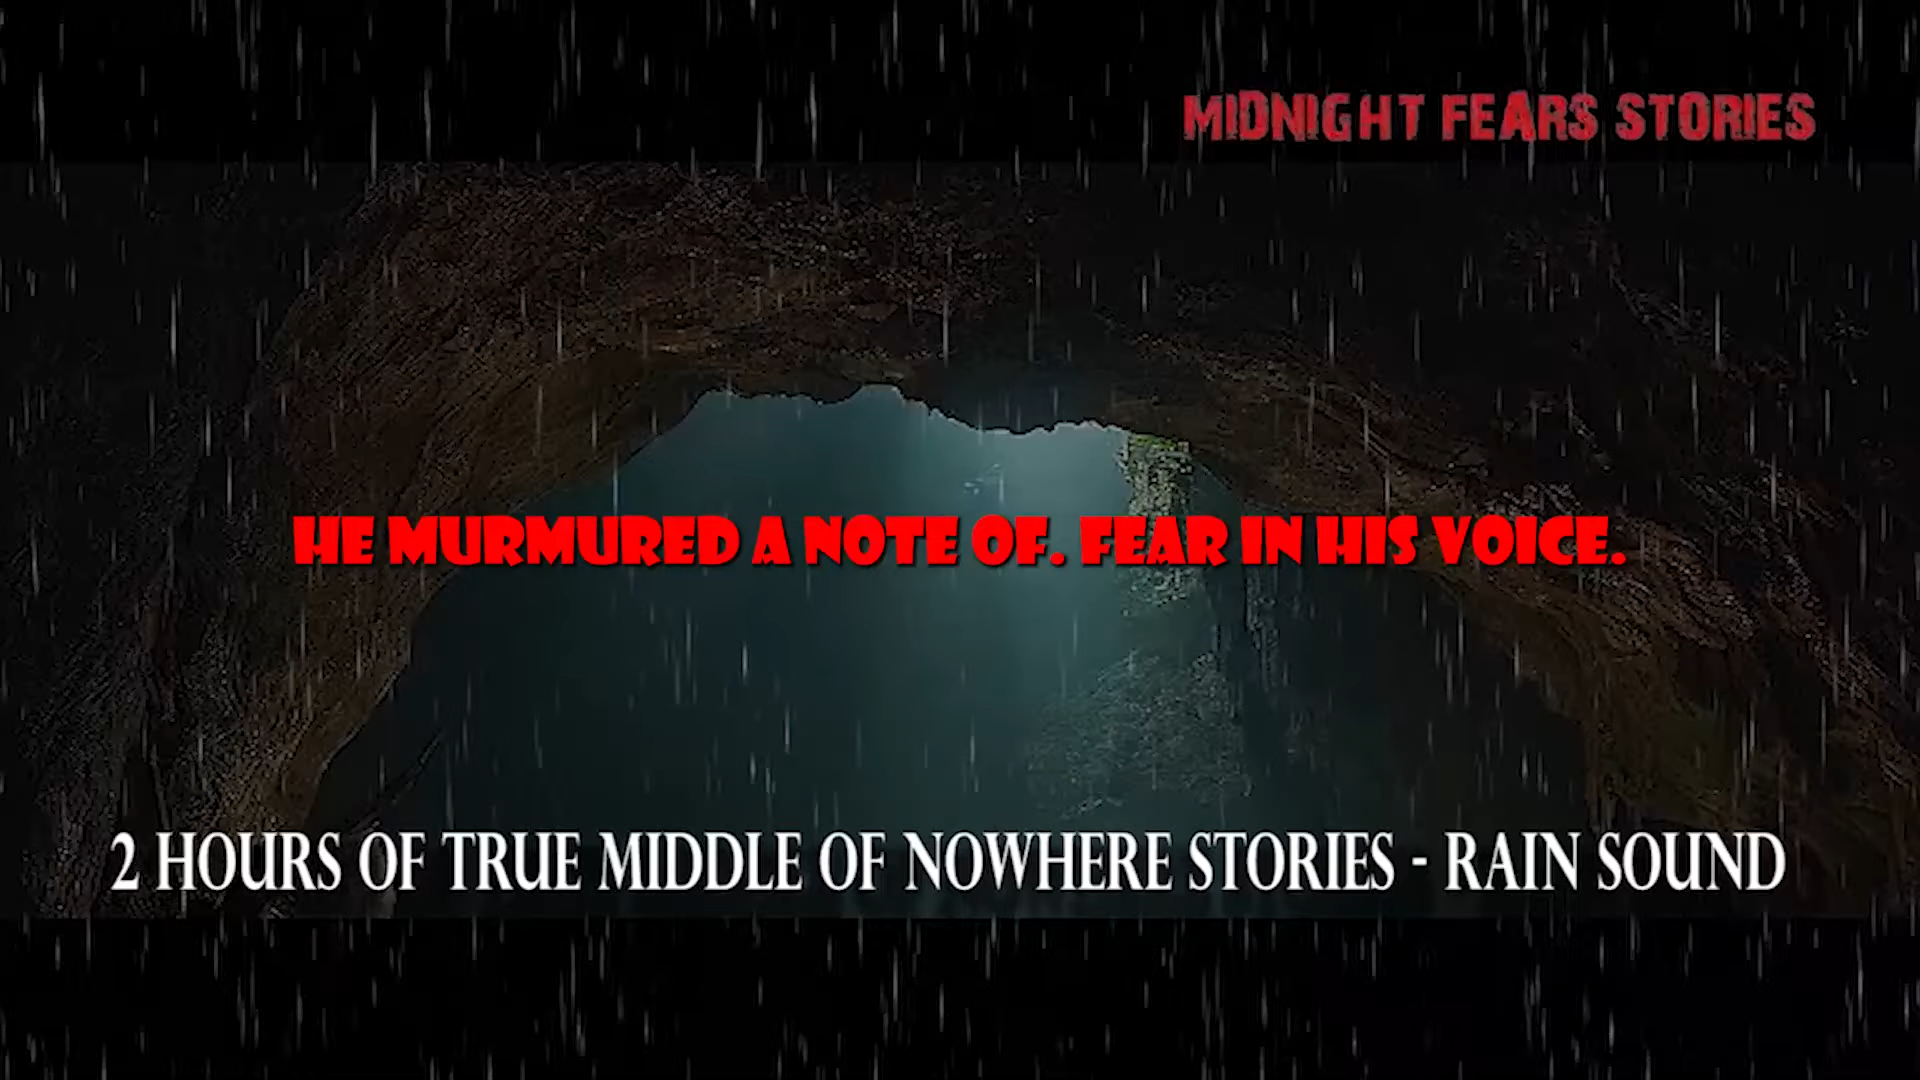 MIDNIGHT FEARS STORIES
HE MURMURED A NOTE OF. FEAR IN HIS VOICE.
2 HOURS OF TRUE MIDDLE OF NOWHERE STORIES - RAIN SOUND